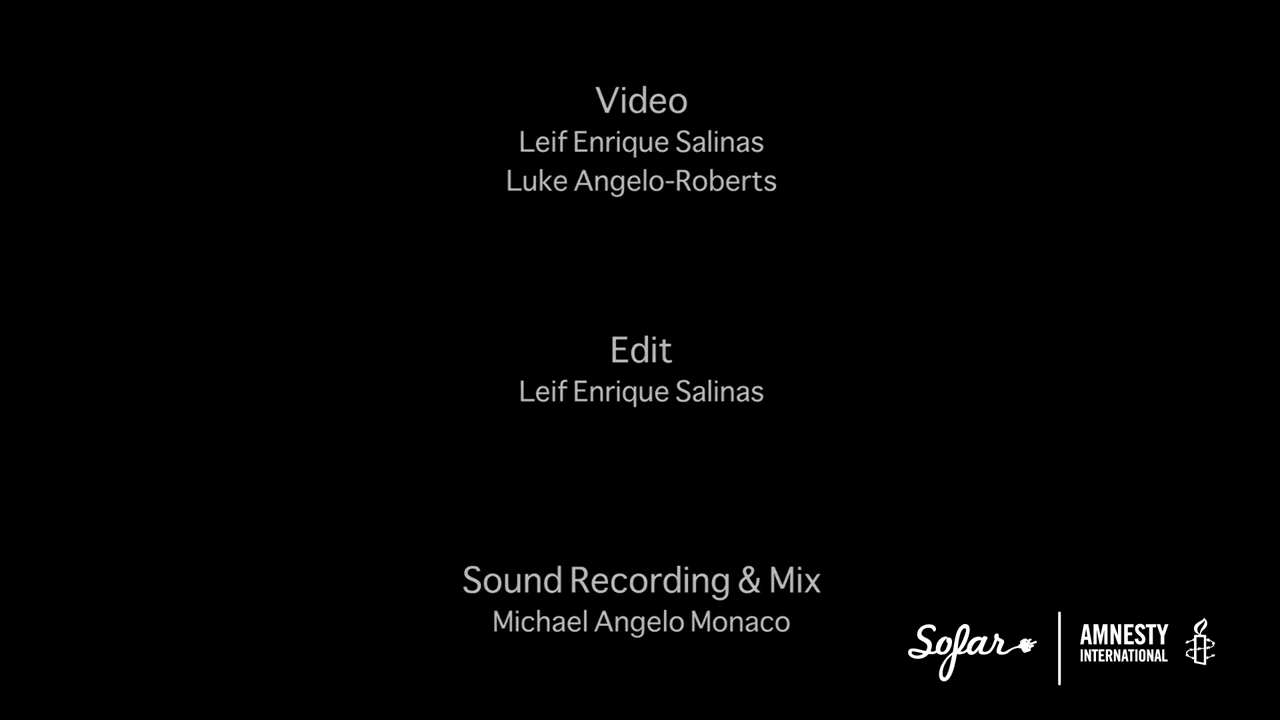 Video
Leif Enrique Salinas
Luke Angelo-Roberts
Edit
Leif Enrique Salinas
Sound Recording & Mix
Michael Angelo Monaco
Sofar
AMNESTY
INTERNATIONAL